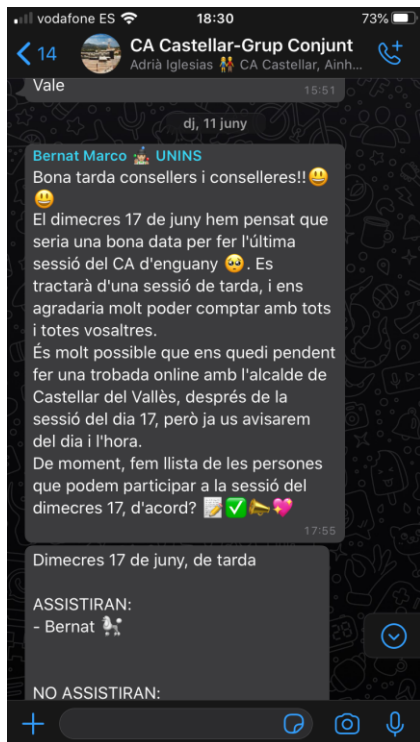 vodafone ES 18:30 73%
14 CA Castellar-Grup Conjunt
Adrià Iglesias 👫 CA Castellar, Ainh...
Vale
15:51
dj, 11 juny
Bernat Marco 🤹🏼‍♂️ UNINS
Bona tarda consellers i conselleres!!😃
😃
El dimecres 17 de juny hem pensat que
seria una bona data per fer l'última
sessió del CA d'enguany 🥺. Es
tractarà d'una sessió de tarda, i ens
agradaria molt poder comptar amb tots
i totes vosaltres.
És molt possible que ens quedi pendent
fer una trobada online amb l'alcalde de
Castellar del Vallès, després de la
sessió del dia 17, però ja us avisarem
del dia i l'hora.
De moment, fem llista de les persones
que podem participar a la sessió del
dimecres 17, d'acord? 📝✅📣💖
17:55
Dimecres 17 de juny, de tarda
ASSISTIRAN:
- Bernat 👨🏻‍🦼
NO ASSISTIRAN: